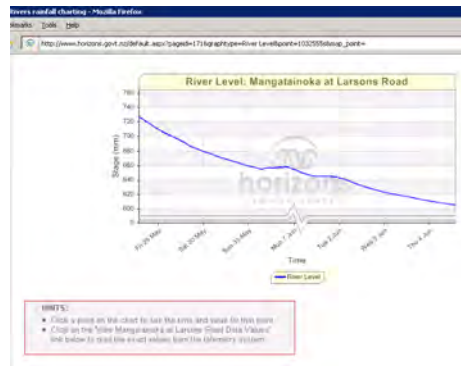 Rivers rainfall charting - Mozilla Firefox
Tools Help
River Level: Mangatainoka at Larsons Road
Stage (mm)
760
740
720
700
680
660
640
620
600
0
horizons
Fri 29 May
Sat 30 May
Sun 31 May
Mon 1 Jun
Tue 2 Jun
Wed 3 Jun
Thu 4 Jun
Time
River Level
HINTS:
Click a point on the chart to see the time and value for that point
Click on the 'View Mangatainoka at Larsons Road Data Values'
link below to read the exact values from the telemetry system